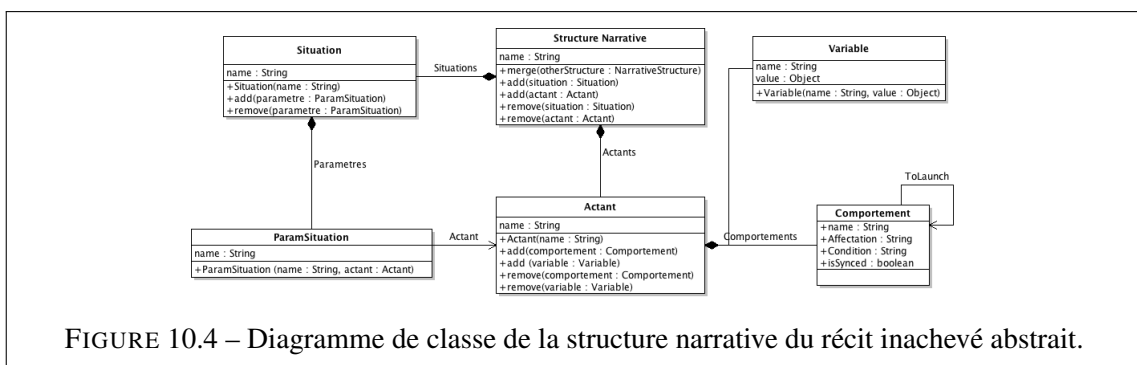 Situation
name : String
+Situation(name : String)
+add(parametre : ParamSituation)
+remove(parametre : ParamSituation)
Situations
Structure Narrative
name : String
+merge(otherStructure : NarrativeStructure)
+add(situation : Situation)
+add(actant : Actant)
+remove(situation : Situation)
+remove(actant : Actant)
Variable
name : String
value : Object
+Variable(name : String, value : Object)
Parametres
Actants
ToLaunch
ParamSituation
name : String
+ParamSituation (name : String, actant : Actant)
Actant
Actant
name : String
+Actant(name : String)
+add(comportement : Comportement)
+add (variable : Variable)
+remove(comportement : Comportement)
+remove(variable : Variable)
Comportements
Comportement
+name : String
+Affectation : String
+Condition : String
+isSynced : boolean
FIGURE 10.4 – Diagramme de classe de la structure narrative du récit inachevé abstrait.